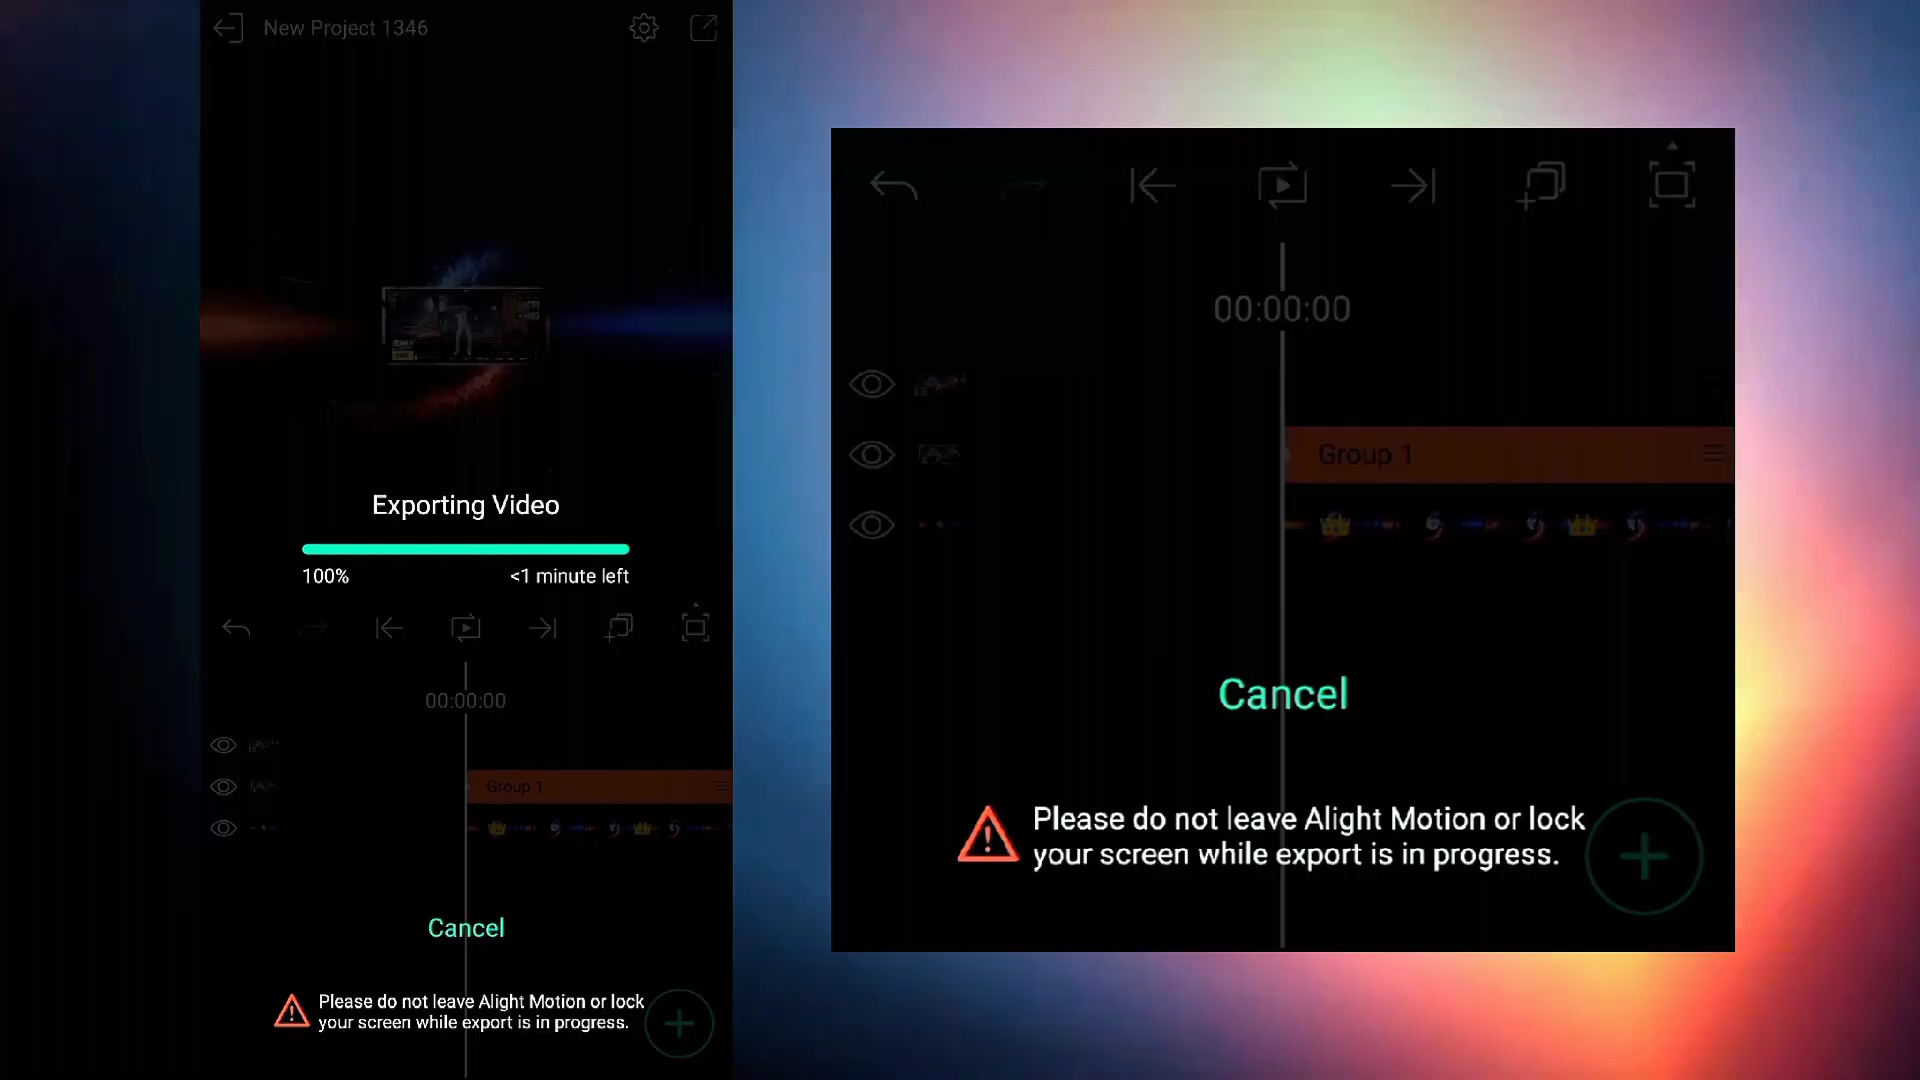 New Project 1346
Exporting Video
100%
<1 minute left
00:00:00
Group 1
Cancel
Please do not leave Alight Motion or lock
your screen while export is in progress.
00:00:00
Group 1
Cancel
Please do not leave Alight Motion or lock
your screen while export is in progress.